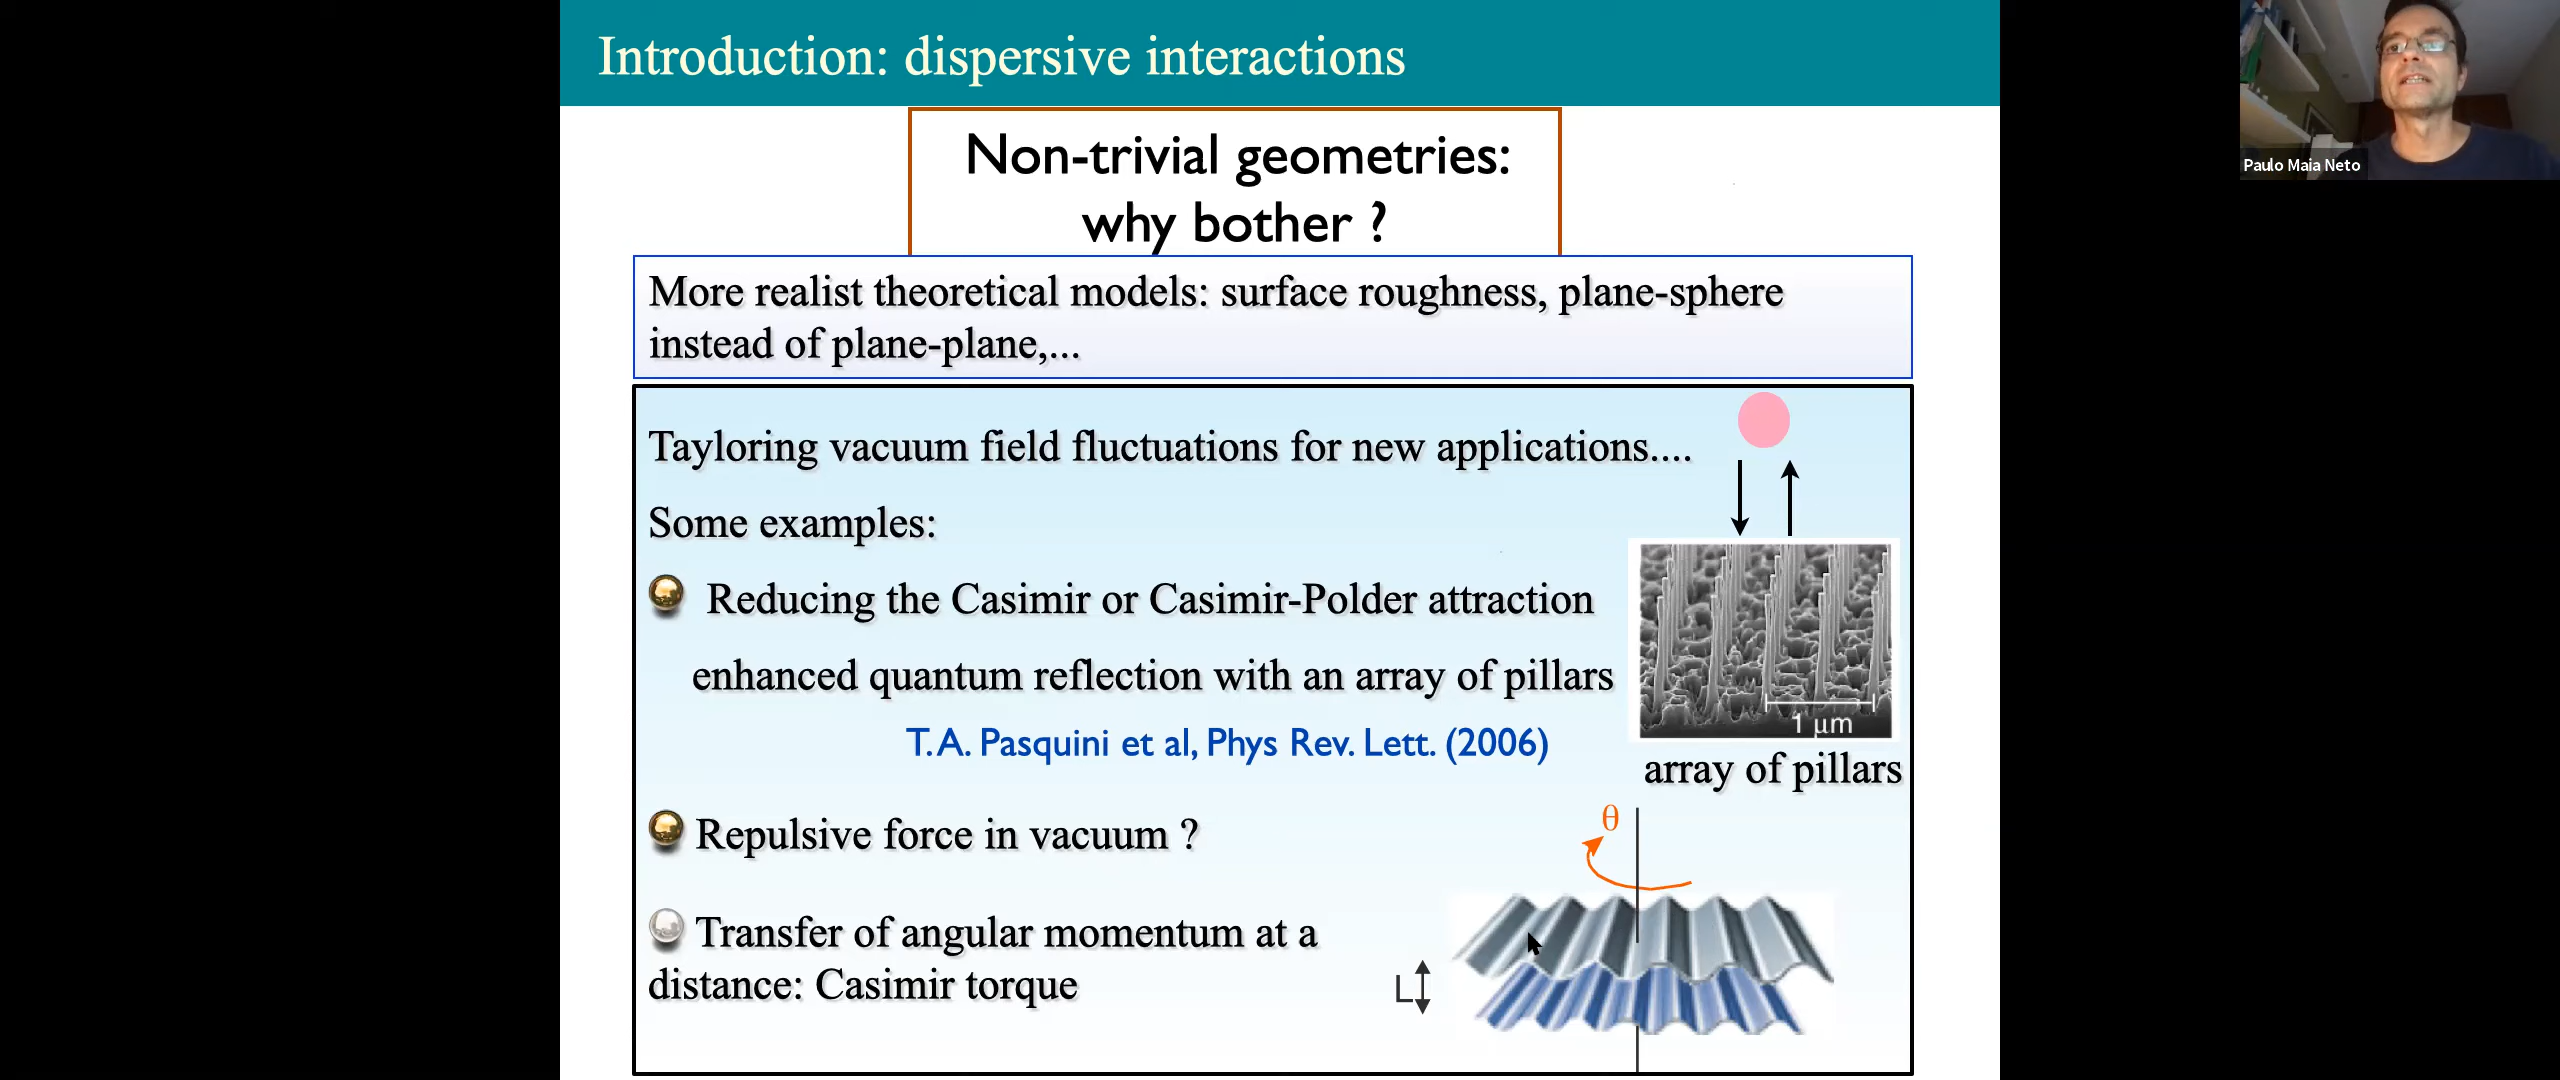 Introduction: dispersive interactions
Paulo Maia Neto
Non-trivial geometries:
why bother ?
More realist theoretical models: surface roughness, plane-sphere
instead of plane-plane,...
Tayloring vacuum field fluctuations for new applications....
Some examples:
Reducing the Casimir or Casimir-Polder attraction
enhanced quantum reflection with an array of pillars
1 μm
T. A. Pasquini et al, Phys Rev. Lett. (2006)
array of pillars
θ
Repulsive force in vacuum ?
Transfer of angular momentum at a
distance: Casimir torque
L